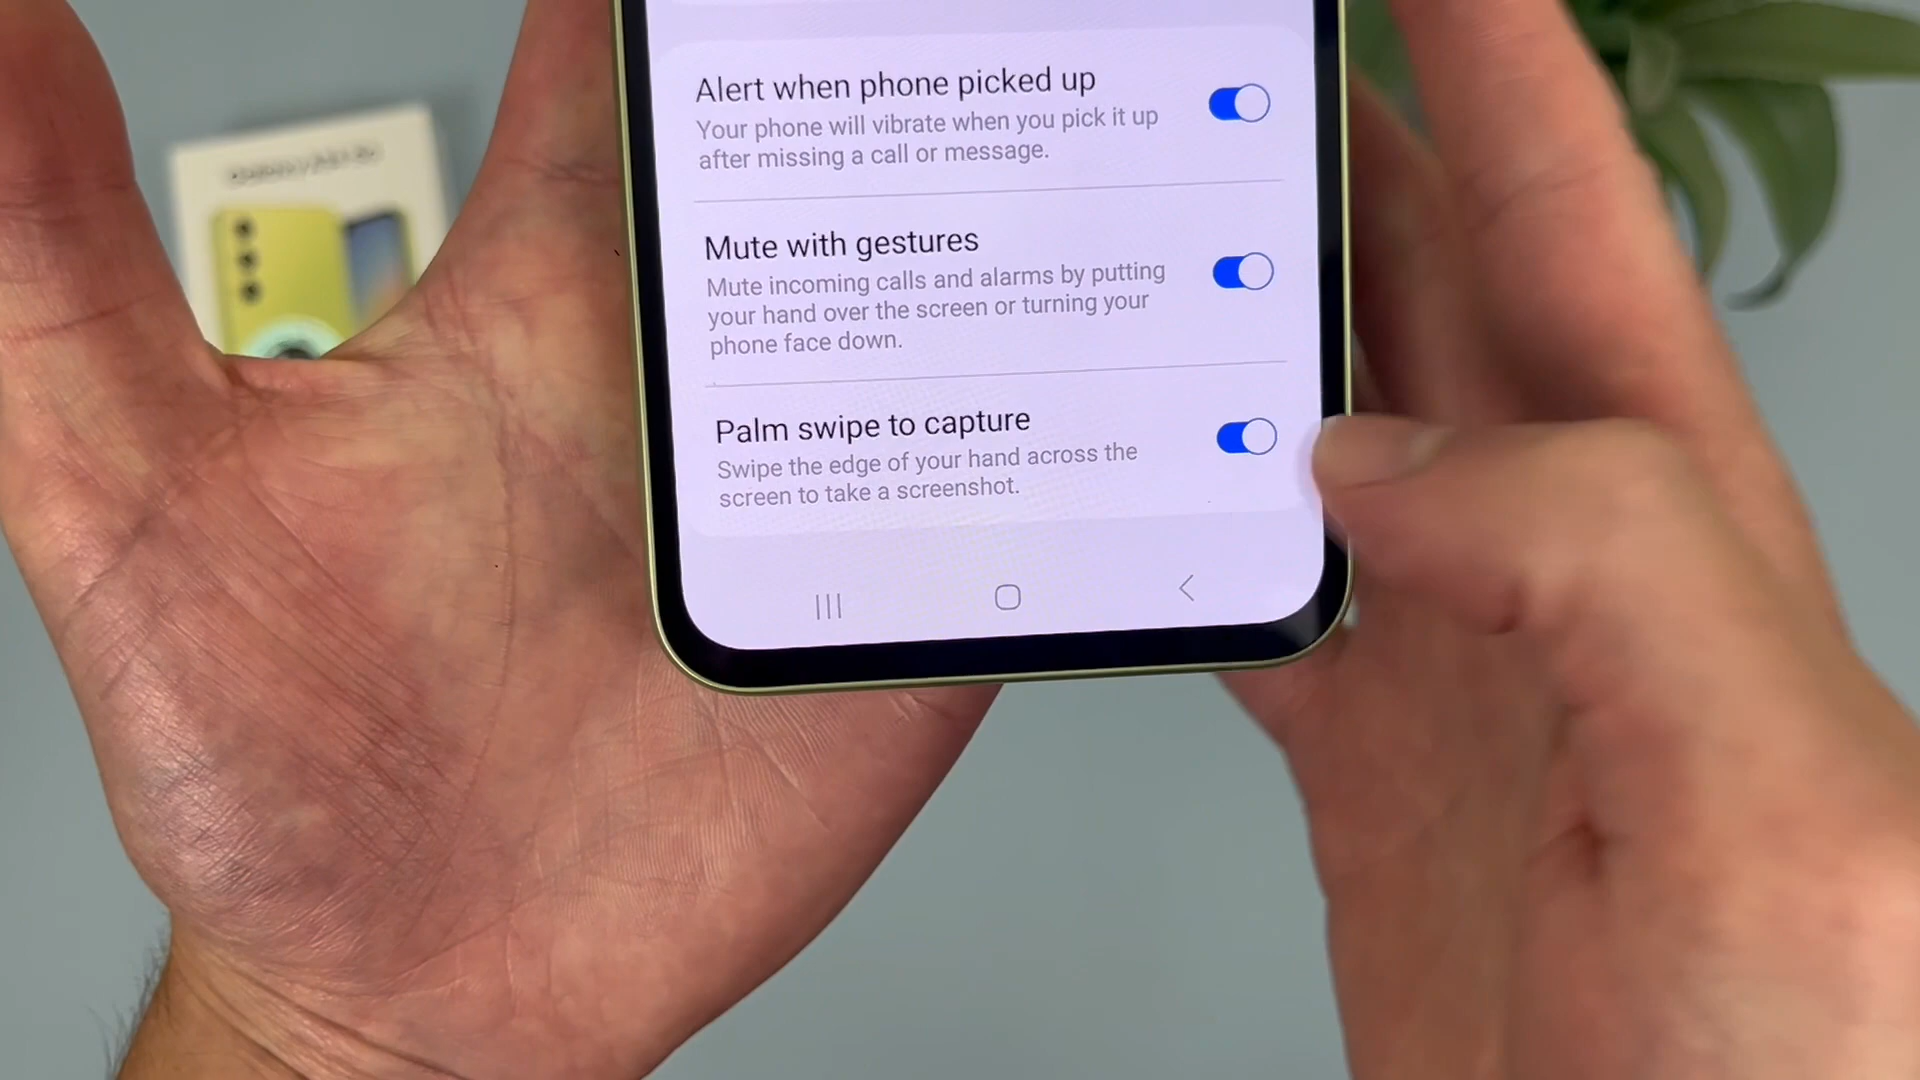 Alert when phone picked up
Your phone will vibrate when you pick it up
after missing a call or message.
Mute with gestures
Mute incoming calls and alarms by putting
your hand over the screen or turning your
phone face down.
Palm swipe to capture
Swipe the edge of your hand across the
screen to take a screenshot.